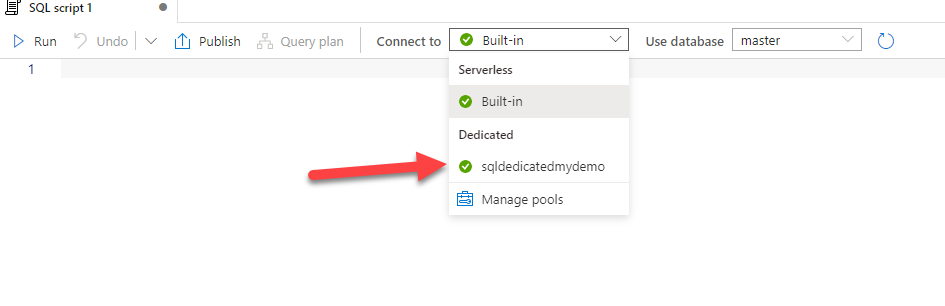 SQL script 1
Run Undo Publish Query plan Connect to Built-in Use database master
1
Serverless
Built-in
Dedicated
sqldedicatedmydemo
Manage pools